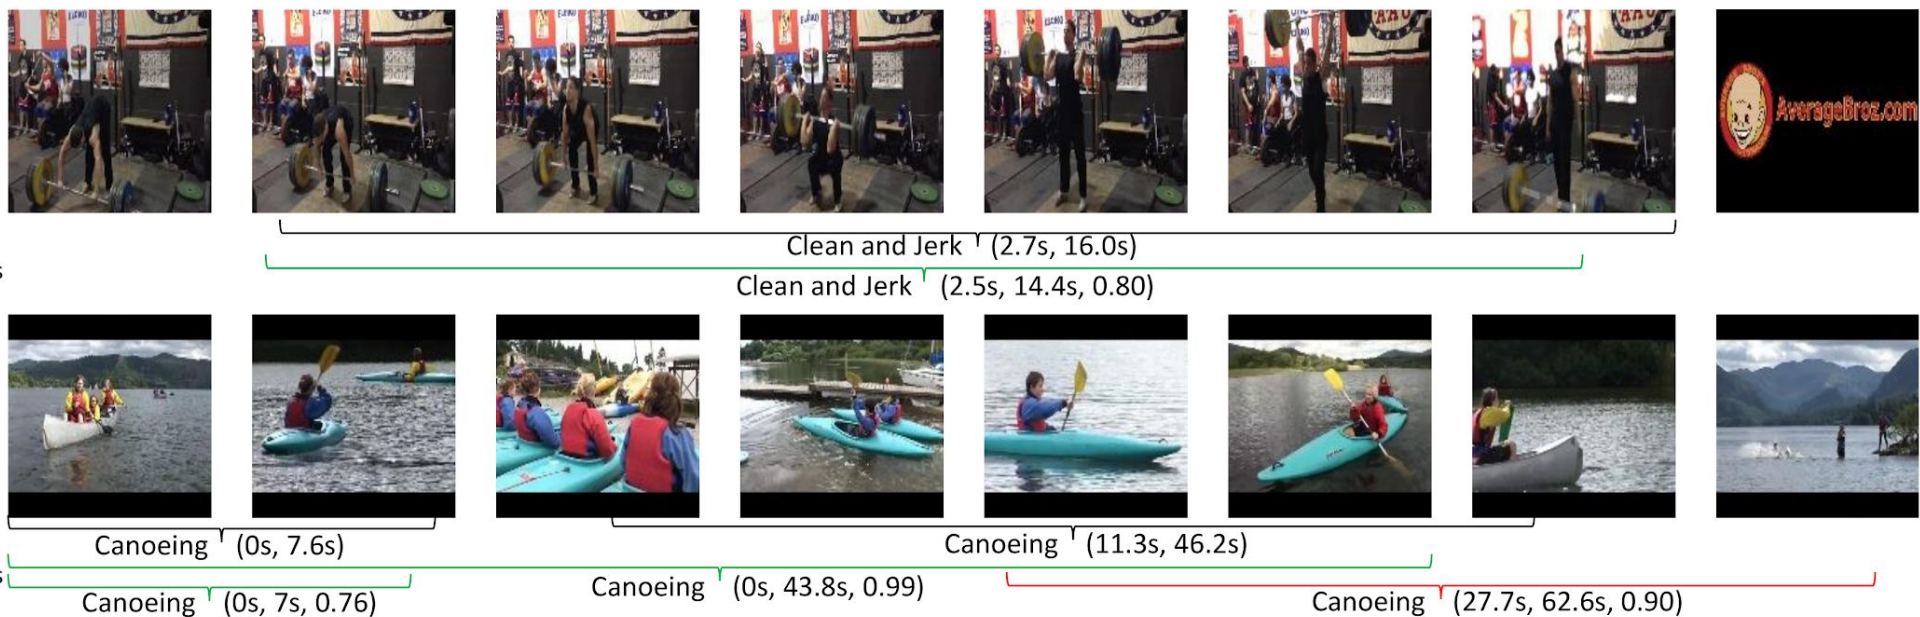 AAU
AverageBroz.com
Clean and Jerk (2.7s, 16.0s)
s
Clean and Jerk (2.5s, 14.4s, 0.80)
Canoeing (0s, 7.6s)
Canoeing (11.3s, 46.2s)
s
Canoeing (0s, 43.8s, 0.99)
Canoeing (0s, 7s, 0.76)
Canoeing (27.7s, 62.6s, 0.90)